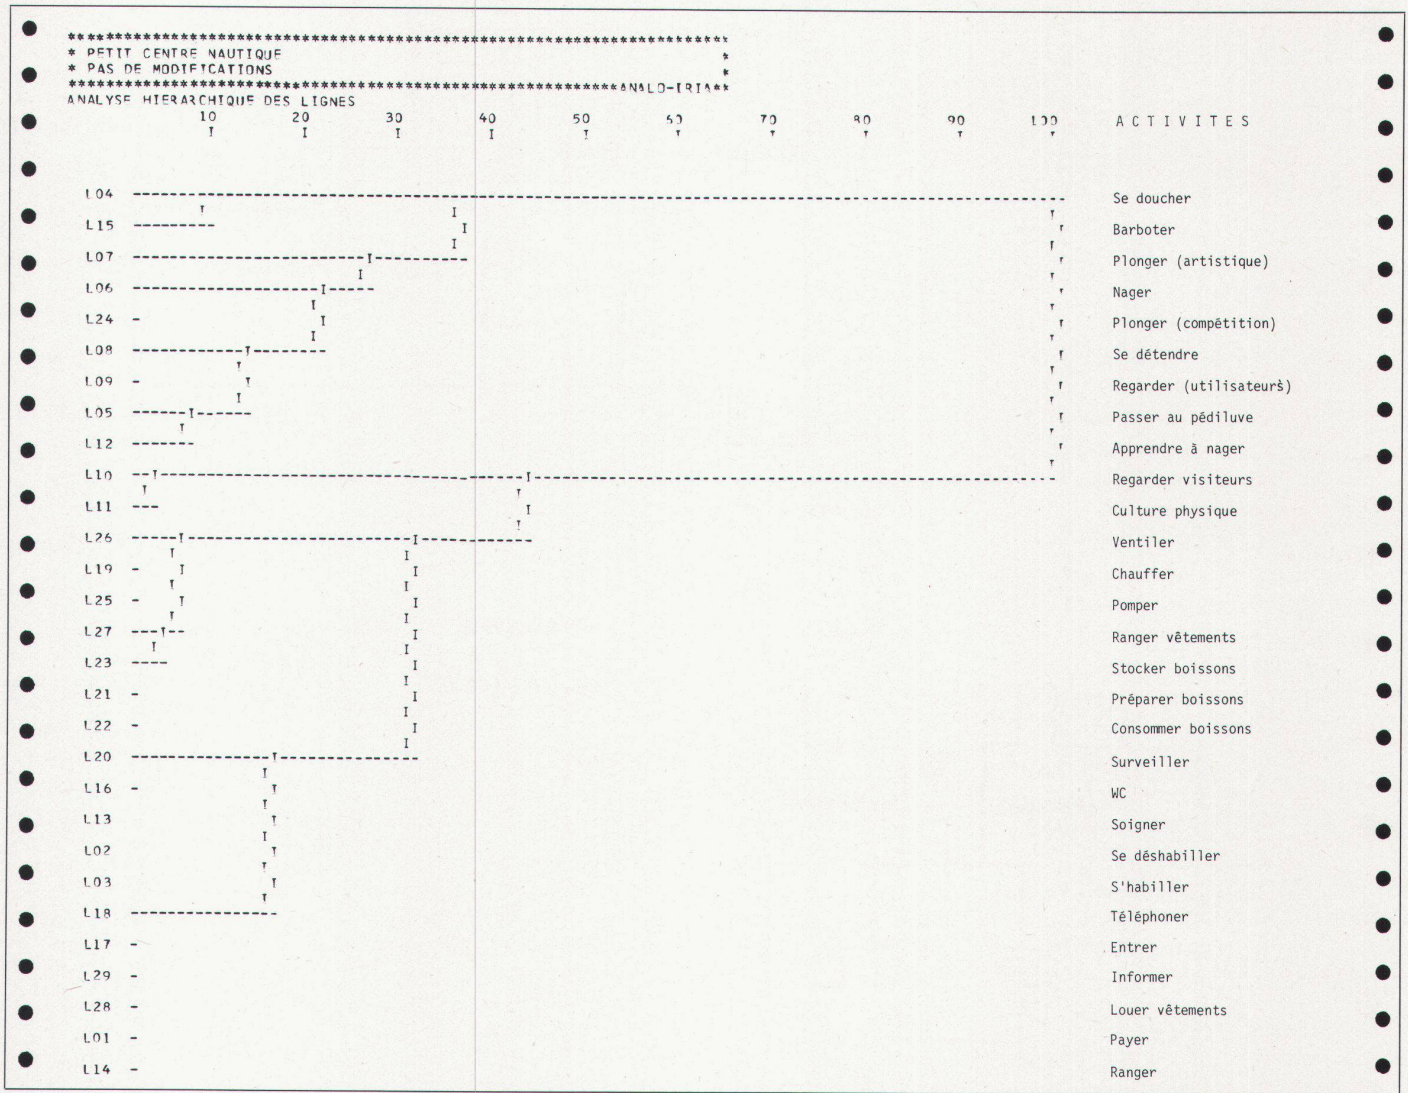 ************************************************************************
* PETIT CENTRE NAUTIQUE *
* PAS DE MODIFICATIONS *
************************************************************ANALO-IRIA**
ANALYSE HIERARCHIQUE DES LIGNES
10 20 30 40 50 60 70 80 90 100 ACTIVITES
L04 Se doucher
L15 Barboter
L07 Plonger (artistique)
L06 Nager
L24 Plonger (compétition)
L08 Se détendre
L09 Regarder (utilisateurs)
L05 Passer au pédiluve
L12 Apprendre à nager
L10 Regarder visiteurs
L11 Culture physique
L26 Ventiler
L19 Chauffer
L25 Pomper
L27 Ranger vêtements
L23 Stocker boissons
L21 Préparer boissons
L22 Consommer boissons
L20 Surveiller
L16 WC
L13 Soigner
L02 Se déshabiller
L03 S'habiller
L18 Téléphoner
L17 Entrer
L29 Informer
L28 Louer vêtements
L01 Payer
L14 Ranger